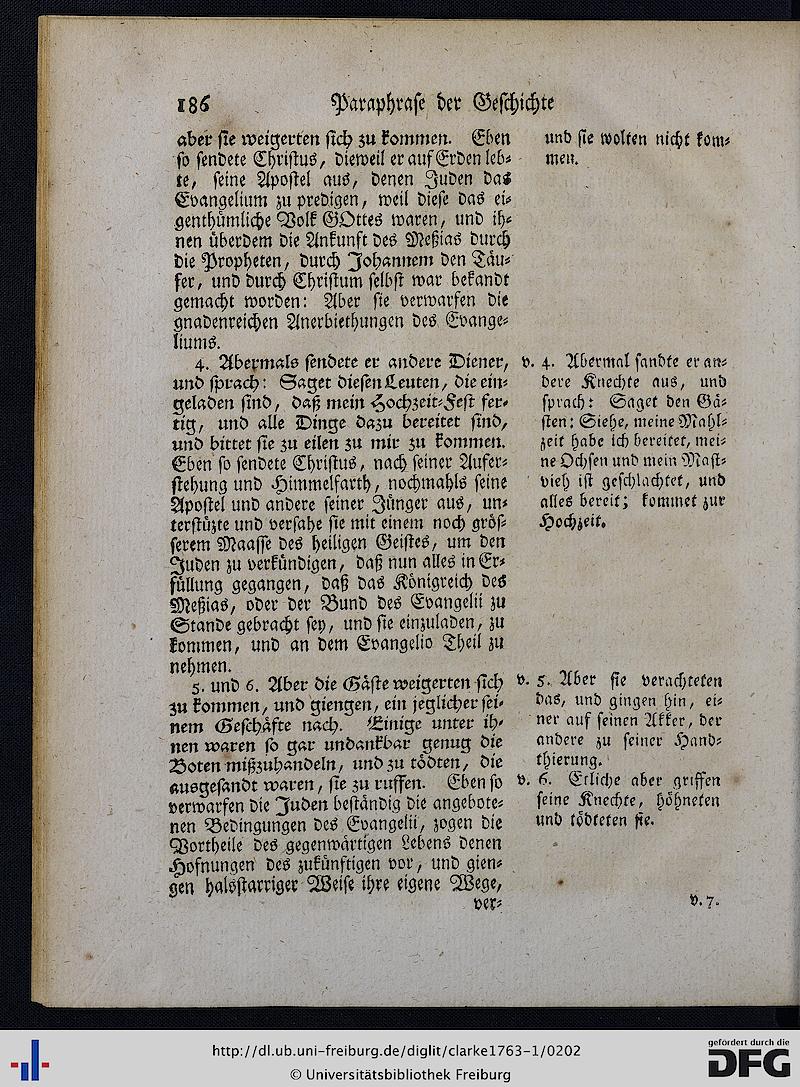 186 Paraphrase der Geschichte
aber sie weigerten sich zu kommen. Eben
so sendete Christus, dieweil er auf Erden leb-
te, seine Apostel aus, denen Juden das
Evangelium zu predigen, weil diese das ei-
genthümliche Volk GOttes waren, und ih-
nen überdem die Ankunft des Meßias durch
die Propheten, durch Johannem den Täu-
fer, und durch Christum selbst war bekandt
gemacht worden: Aber sie verwarfen die
gnadenreichen Anerbiethungen des Evange-
liums.
4. Abermals sendete er andere Diener,
und sprach: Saget diesen Leuten, die ein-
geladen sind, daß mein Hochzeit-Fest fer-
tig, und alle Dinge dazu bereitet sind,
und bittet sie zu eilen zu mir zu kommen.
Eben so sendete Christus, nach seiner Aufer-
stehung und Himmelfarth, nochmahls seine
Apostel und andere seiner Jünger aus, un-
terstüzte und versahe sie mit einem noch grös-
serem Maasse des heiligen Geistes, um den
Juden zu verkündigen, daß nun alles in Er-
füllung gegangen, daß das Königreich des
Meßias, oder der Bund des Evangelii zu
Stande gebracht sey, und sie einzuladen, zu
kommen, und an dem Evangelio Theil zu
nehmen.
5. und 6. Aber die Gäste weigerten sich
zu kommen, und giengen, ein jeglicher sei-
nem Geschäfte nach. Einige unter ih-
nen waren so gar undankbar genug die
Boten mißzuhandeln, und zu tödten, die
ausgesandt waren, sie zu ruffen. Eben so
verwarfen die Juden beständig die angebote-
nen Bedingungen des Evangelii, zogen die
Vortheile des gegenwärtigen Lebens denen
Hofnungen des zukünftigen vor, und gien-
gen halsstarriger Weise ihre eigene Wege,
ver-
und sie wolten nicht kom-
men.
v. 4. Abermal sandte er an-
dere Knechte aus, und
sprach: Saget den Gä-
sten: Siehe, meine Mahl-
zeit habe ich bereitet, mei-
ne Ochsen und mein Mast-
vieh ist geschlachtet, und
alles bereit; kommet zur
Hochzeit.
v. 5. Aber sie verachteten
das, und gingen hin, ei-
ner auf seinen Akker, der
andere zu seiner Hand-
thierung.
v. 6. Etliche aber griffen
seine Knechte, höhneten
und tödteten sie.
v. 7.
http://dl.ub.uni-freiburg.de/diglit/clarke1763-1/0202
© Universitätsbibliothek Freiburg
gefördert durch die
DFG